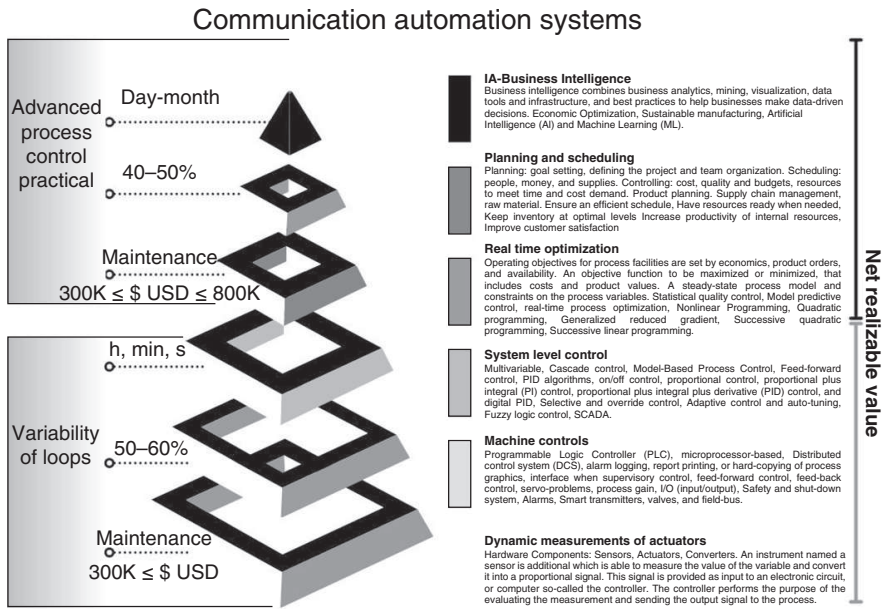 Communication automation systems
Advanced
process
control
practical
Day-month
40–50%
Maintenance
300K ≤ $ USD ≤ 800K
Variability
of loops
h, min, s
50–60%
Maintenance
300K ≤ $ USD
IA-Business Intelligence
Business intelligence combines business analytics, mining, visualization, data
tools and infrastructure, and best practices to help businesses make data-driven
decisions. Economic Optimization, Sustainable manufacturing, Artificial
Intelligence (AI) and Machine Learning (ML).
Planning and scheduling
Planning: goal setting, defining the project and team organization. Scheduling:
people, money, and supplies. Controlling: cost, quality and budgets, resources
to meet time and cost demand. Product planning. Supply chain management,
raw material. Ensure an efficient schedule, Have resources ready when needed,
Keep inventory at optimal levels Increase productivity of internal resources,
Improve customer satisfaction
Real time optimization
Operating objectives for process facilities are set by economics, product orders,
and availability. An objective function to be maximized or minimized, that
includes costs and product values. A steady-state process model and
constraints on the process variables. Statistical quality control, Model predictive
control, real-time process optimization, Nonlinear Programming, Quadratic
programming, Generalized reduced gradient, Successive quadratic
programming, Successive linear programming.
System level control
Multivariable, Cascade control, Model-Based Process Control, Feed-forward
control, PID algorithms, on/off control, proportional control, proportional plus
integral (PI) control, proportional plus integral plus derivative (PID) control, and
digital PID, Selective and override control, Adaptive control and auto-tuning,
Fuzzy logic control, SCADA.
Machine controls
Programmable Logic Controller (PLC), microprocessor-based, Distributed
control system (DCS), alarm logging, report printing, or hard-copying of process
graphics, interface when supervisory control, feed-forward control, feed-back
control, servo-problems, process gain, I/O (input/output), Safety and shut-down
system, Alarms, Smart transmitters, valves, and field-bus.
Dynamic measurements of actuators
Hardware Components: Sensors, Actuators, Converters. An instrument named a
sensor is additional which is able to measure the value of the variable and convert
it into a proportional signal. This signal is provided as input to an electronic circuit,
or computer so-called the controller. The controller performs the purpose of the
evaluating the measurement and sending the output signal to the process.
Net realizable value